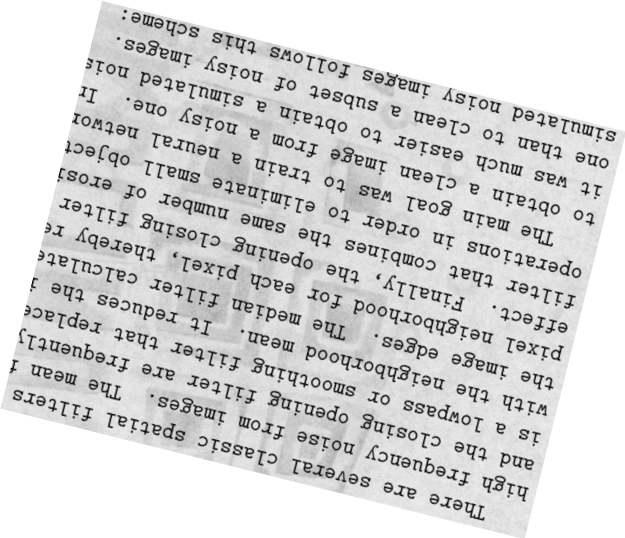 There are several classic spatial filters
high frequency noise from images. The mean
and the closing opening filter are frequently
is a lowpass or smoothing filter that replace
with the neighborhood mean. It reduces the
the image edges. The median filter calculate
pixel neighborhood for each pixel, thereby re
effect. Finally, the opening closing filter
filter that combines the same number of erosi
operations in order to eliminate small object
The main goal was to train a neural networ
to obtain a clean image from a noisy one. In
it was much easier to obtain a simulated nois
one than to clean a subset of noisy images.
simulated noisy images follows this scheme: